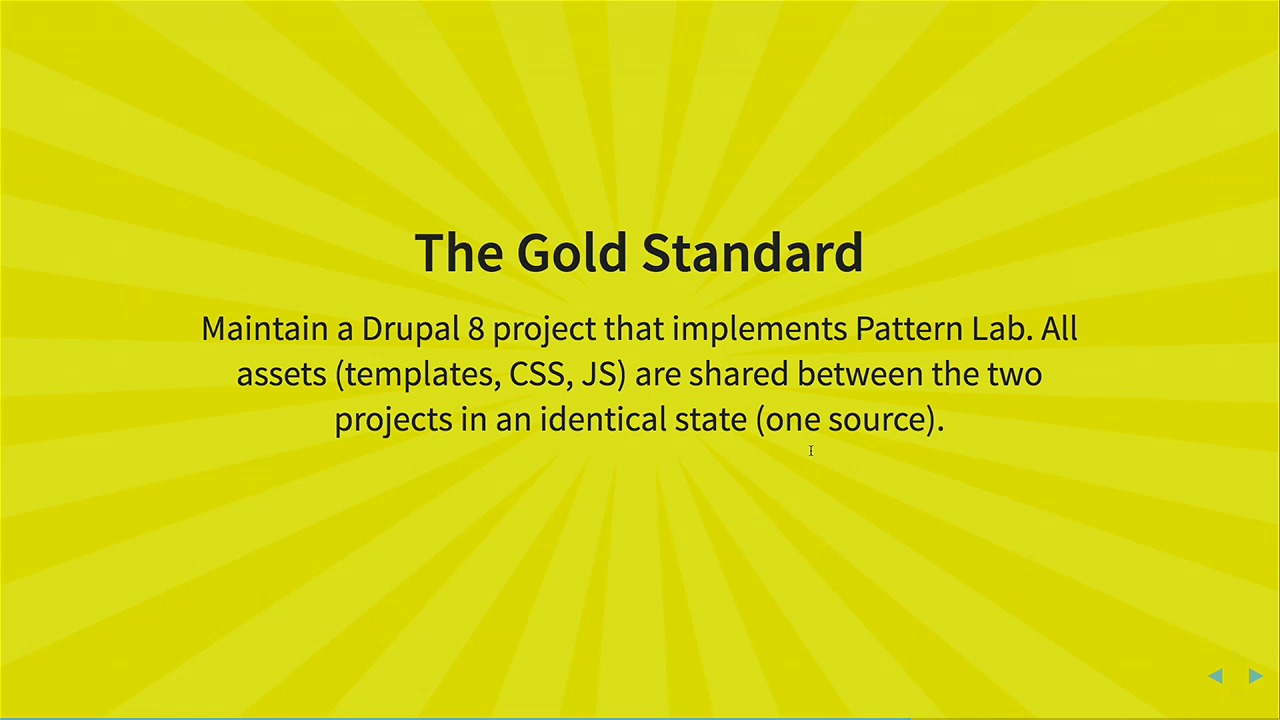 The Gold Standard
Maintain a Drupal 8 project that implements Pattern Lab. All
assets (templates, CSS, JS) are shared between the two
projects in an identical state (one source).